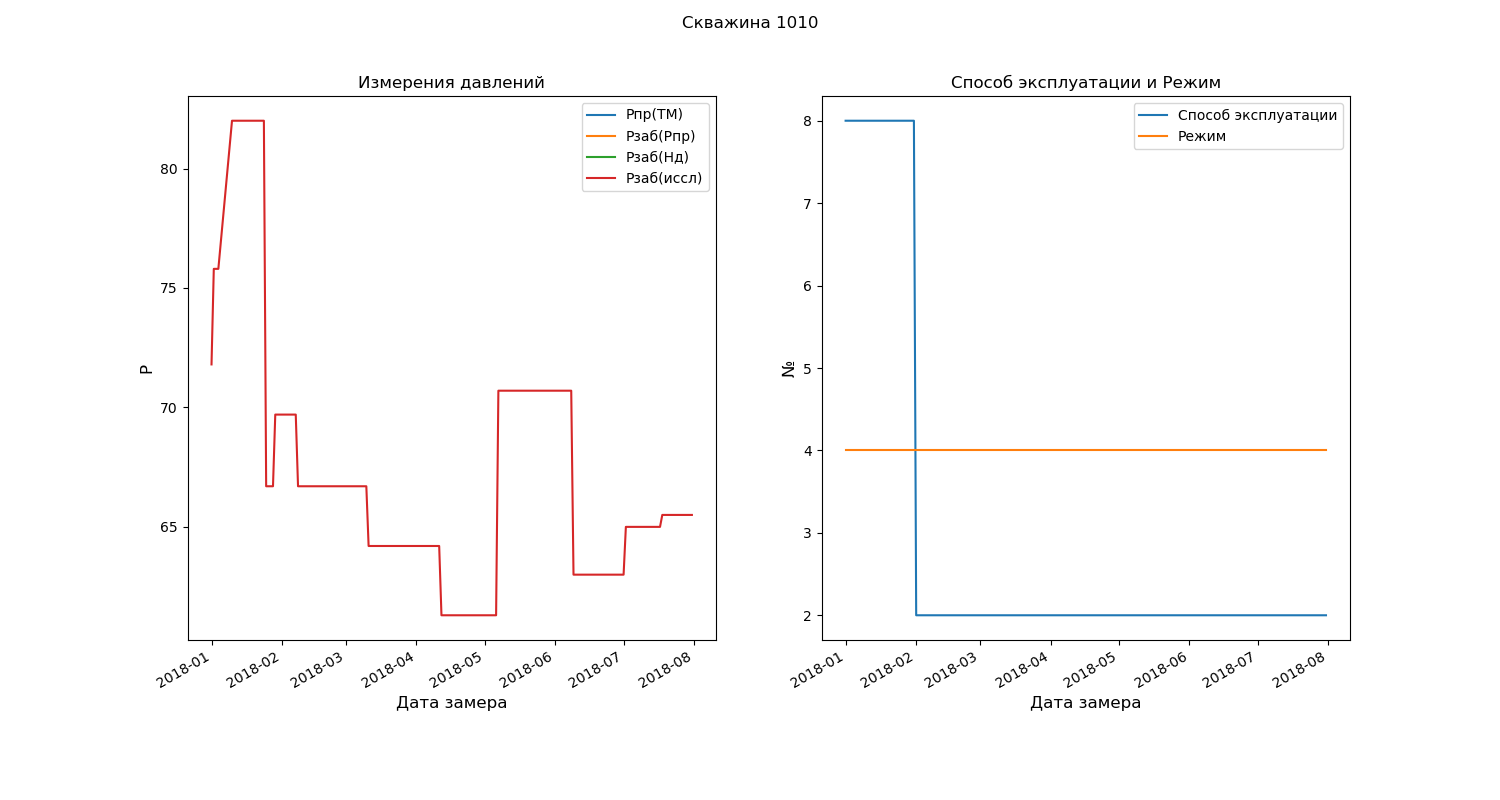 Скважина 1010
Измерения давлений
Рпр(ТМ)
Рзаб(Рпр)
Рзаб(Нд)
Рзаб(иссл)
80
75
70
65
P
2018-01
2018-02
2018-03
2018-04
2018-05
2018-06
2018-07
2018-08
Дата замера
Способ эксплуатации и Режим
Способ эксплуатации
Режим
8
7
6
5
4
3
2
№
2018-01
2018-02
2018-03
2018-04
2018-05
2018-06
2018-07
2018-08
Дата замера